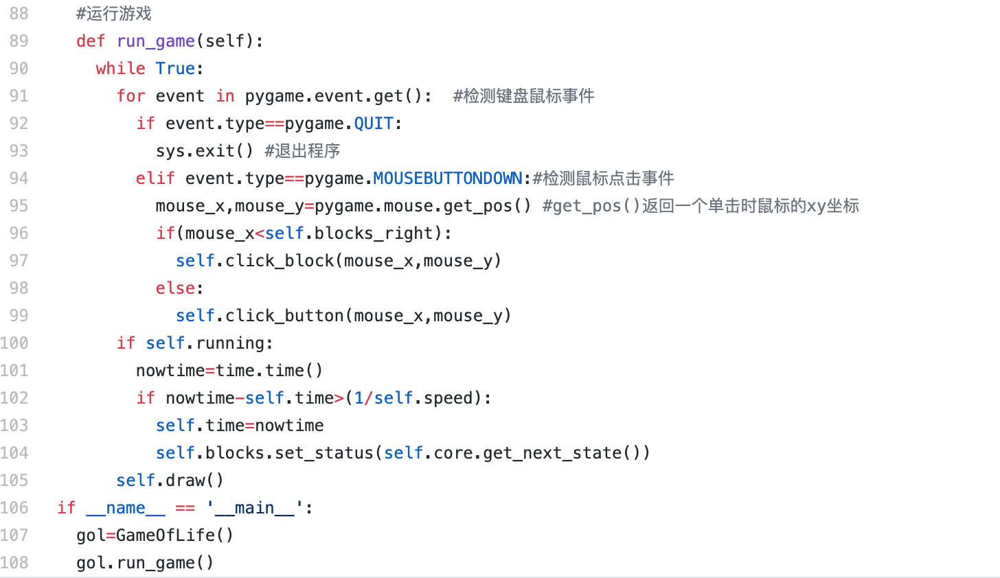 88 #运行游戏
89 def run_game(self):
90 while True:
91 for event in pygame.event.get():  #检测键盘鼠标事件
92 if event.type==pygame.QUIT:
93 sys.exit() #退出程序
94 elif event.type==pygame.MOUSEBUTTONDOWN:#检测鼠标点击事件
95 mouse_x,mouse_y=pygame.mouse.get_pos() #get_pos()返回一个单击时鼠标的xy坐标
96 if(mouse_x<self.blocks_right):
97 self.click_block(mouse_x,mouse_y)
98 else:
99 self.click_button(mouse_x,mouse_y)
100 if self.running:
101 nowtime=time.time()
102 if nowtime-self.time>(1/self.speed):
103 self.time=nowtime
104 self.blocks.set_status(self.core.get_next_state())
105 self.draw()
106 if __name__ == '__main__':
107 gol=GameOfLife()
108 gol.run_game()